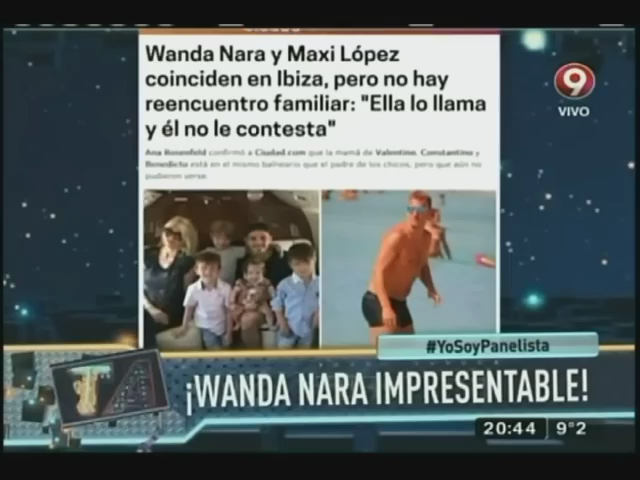 Wanda Nara y Maxi López
coinciden en Ibiza, pero no hay
reencuentro familiar: "Ella lo llama
y él no le contesta"
Ana Rosenfeld confirmó a Ciudad.com que la mamá de Valentino, Constantino y
Benedicto está en el mismo balneario que el padre de los chicos, pero que aún no
pudieron verse.
9
VIVO
#YoSoyPanelista
¡WANDA NARA IMPRESENTABLE!
20:44 9°2